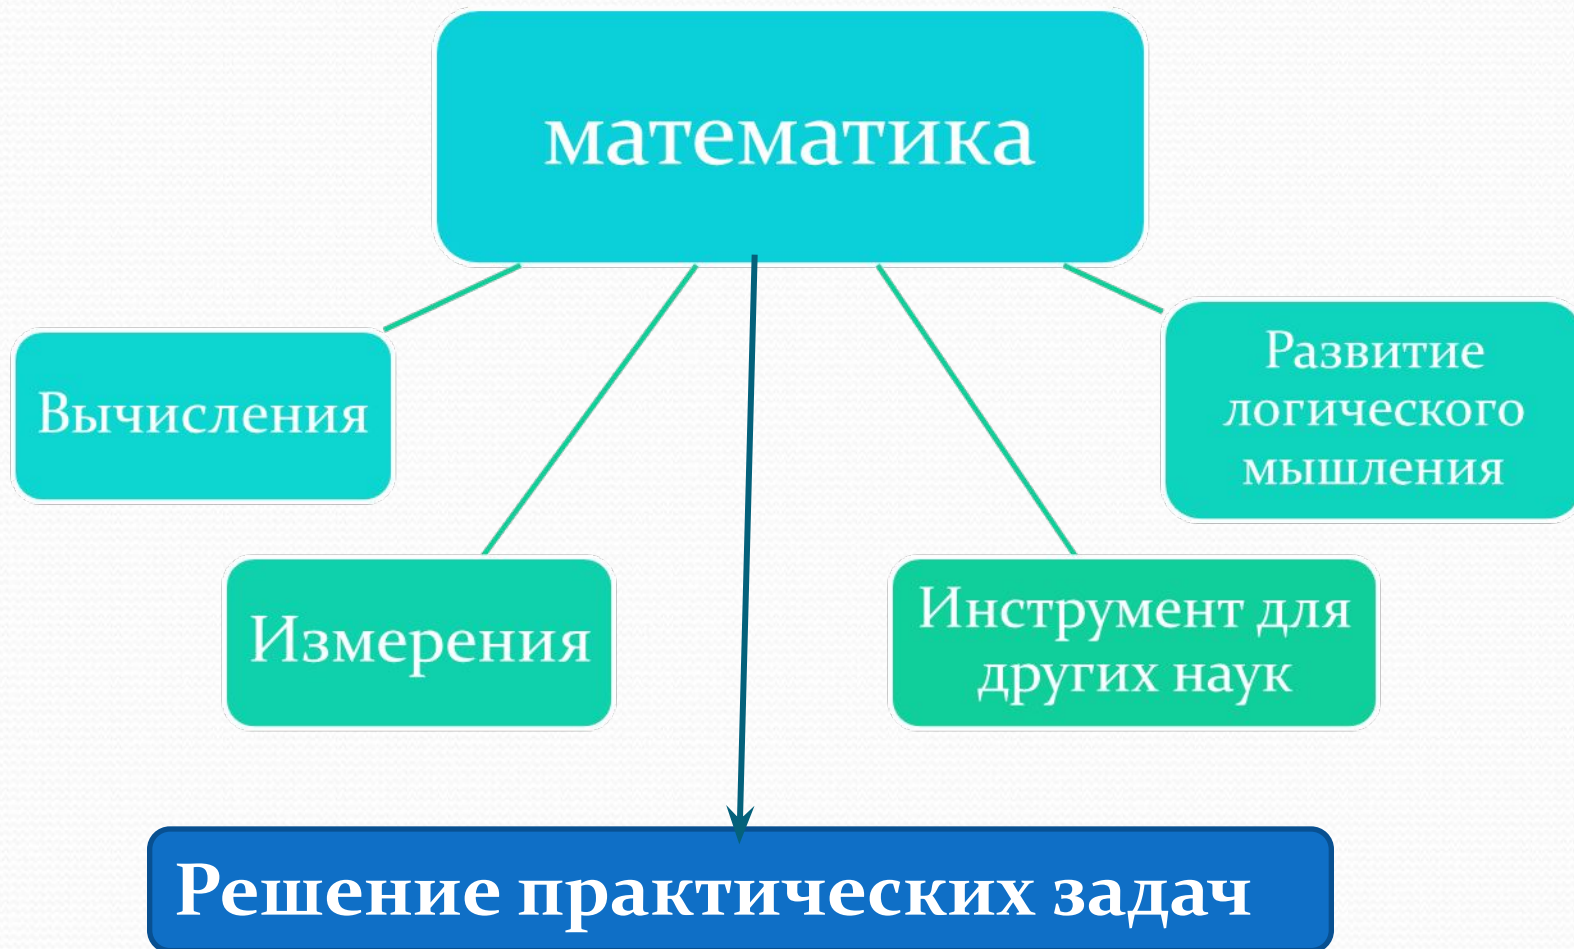 математика
Вычисления
Развитие
логического
мышления
Измерения
Инструмент для
других наук
Решение практических задач